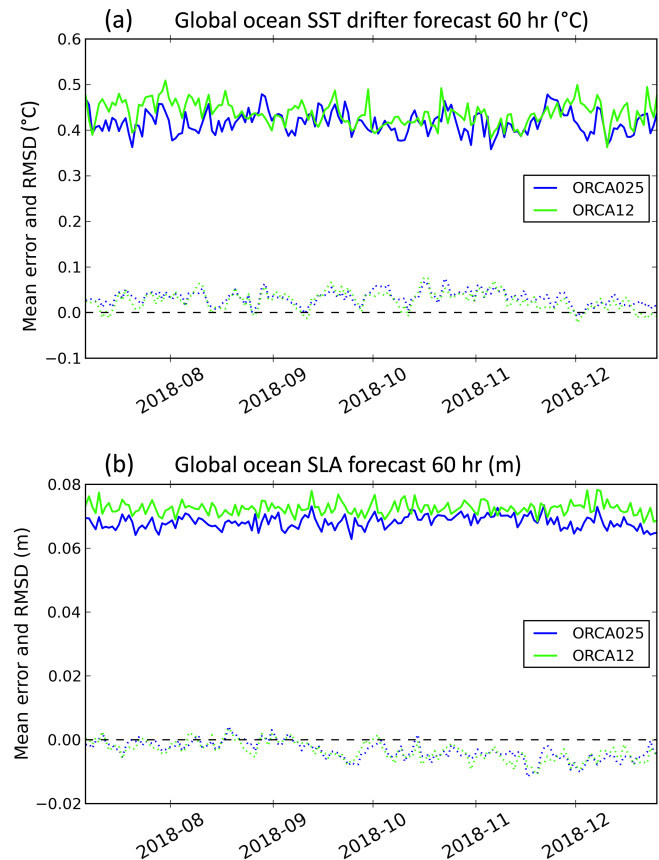 (a) Global ocean SST drifter forecast 60 hr (°C)
Mean error and RMSD (°C)
0.6
0.5
0.4
0.3
0.2
0.1
0.0
−0.1
ORCA025
ORCA12
2018-08 2018-09 2018-10 2018-11 2018-12
(b) Global ocean SLA forecast 60 hr (m)
Mean error and RMSD (m)
0.08
0.06
0.04
0.02
0.00
−0.02
ORCA025
ORCA12
2018-08 2018-09 2018-10 2018-11 2018-12